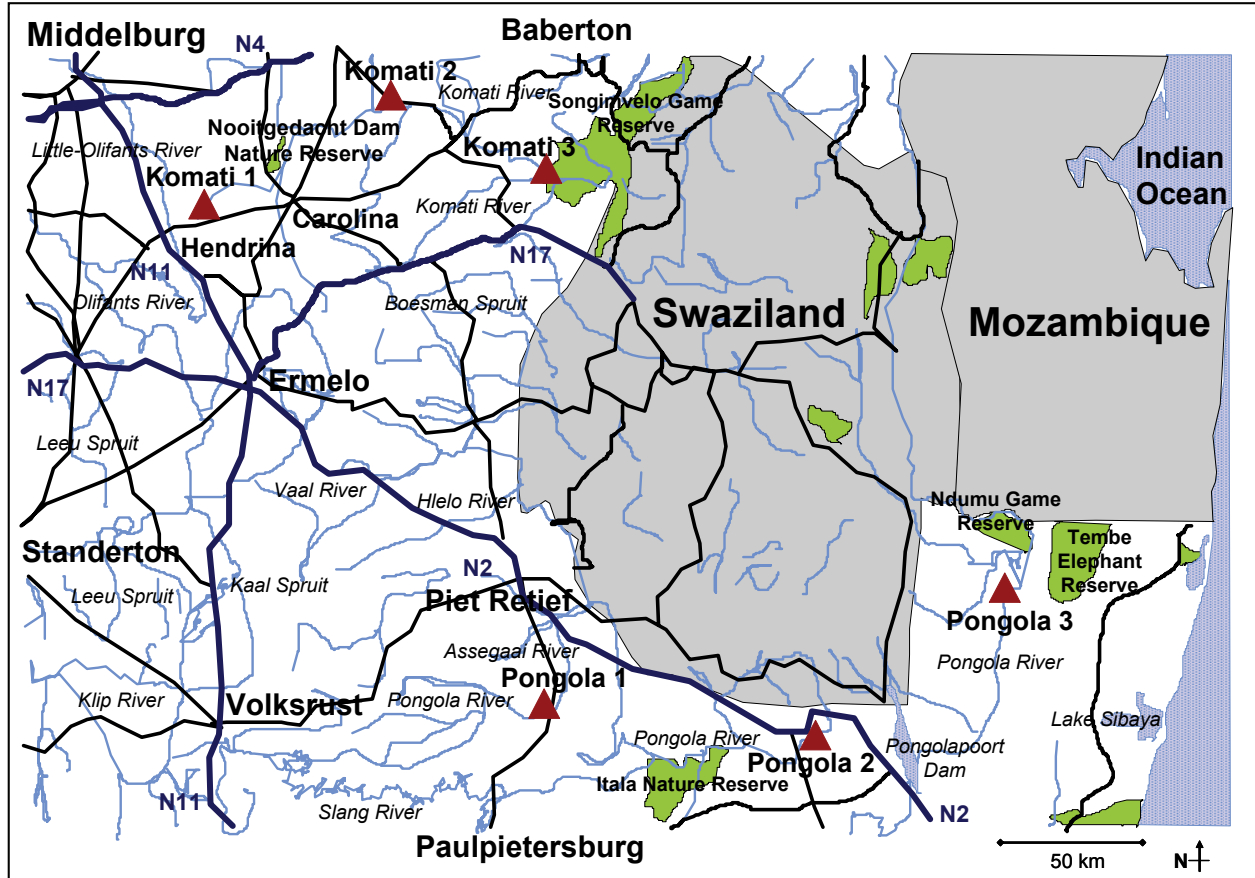 Middelburg
N4
Baberton
Komati 2
Komati River
Songimvelo Game
Reserve
Nooitgedacht Dam
Nature Reserve
Little-Olifants River
Komati 1
Komati 3
Indian
Ocean
Carolina
Komati River
Hendrina
N11
N17
Olifants River
Boesman Spruit
Swaziland
Mozambique
N17
Ermelo
Leeu Spruit
Vaal River
Hlelo River
Ndumu Game
Reserve
Tembe
Elephant
Reserve
Standerton
Leeu Spruit
Kaal Spruit
N2
Piet Retief
Pongola 3
Assegaai River
Pongola River
Pongola 1
Klip River
Volksrust
Pongola River
Lake Sibaya
Pongola River
Pongola 2
Pongolapoort
Dam
Itala Nature Reserve
N11
Slang River
N2
Paulpietersburg
50 km
N